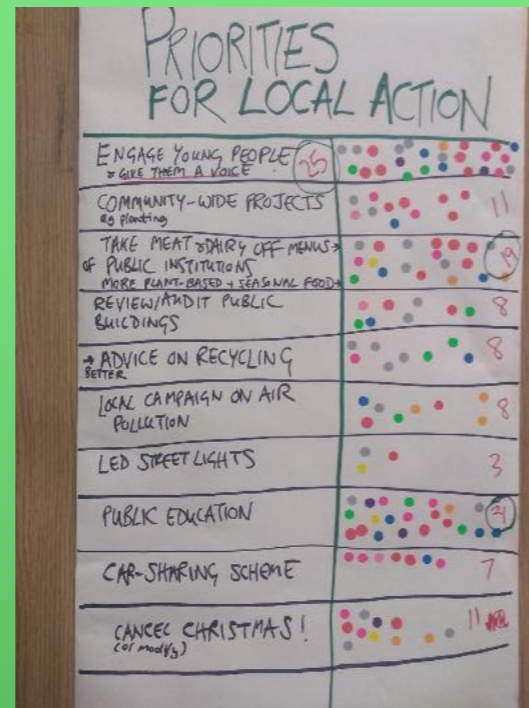 PRIORITIES
FOR LOCAL ACTION
ENGAGE YOUNG PEOPLE 25
GIVE THEM A VOICE
COMMUNITY-WIDE PROJECTS 11
eg planting
TAKE MEAT & DAIRY OFF MENUS 19
OF PUBLIC INSTITUTIONS
MORE PLANT-BASED + SEASONAL FOOD
REVIEW/AUDIT PUBLIC 8
BUILDINGS
→ ADVICE ON RECYCLING 8
BETTER
LOCAL CAMPAIGN ON AIR 8
POLLUTION
LED STREET LIGHTS 3
PUBLIC EDUCATION
CAR-SHARING SCHEME 7
CANCEL CHRISTMAS! 11
(or modify)